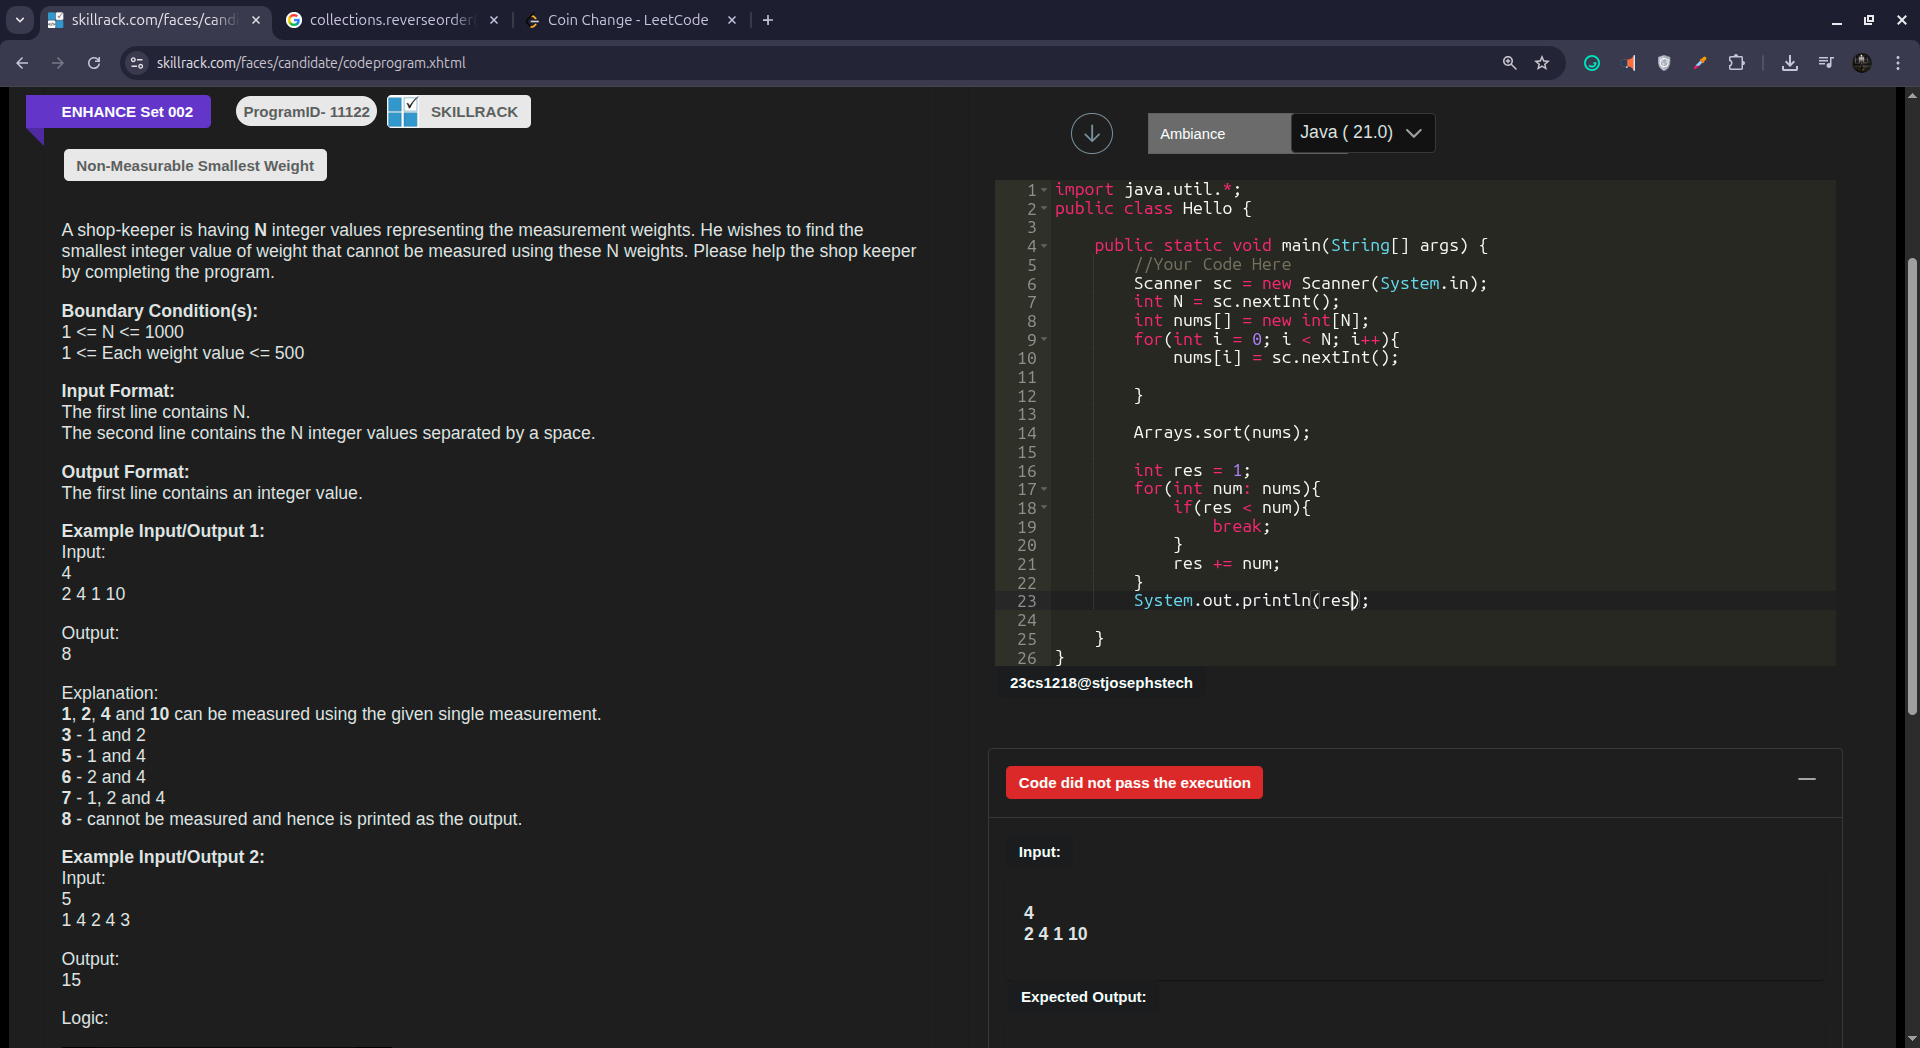 skillrack.com/faces/cand
collections.reverseorder
Coin Change - LeetCode
skillrack.com/faces/candidate/codeprogram.xhtml
ENHANCE Set 002
ProgramID- 11122
SKILLRACK
Non-Measurable Smallest Weight
A shop-keeper is having N integer values representing the measurement weights. He wishes to find the
smallest integer value of weight that cannot be measured using these N weights. Please help the shop keeper
by completing the program.
Boundary Condition(s):
1 <= N <= 1000
1 <= Each weight value <= 500
Input Format:
The first line contains N.
The second line contains the N integer values separated by a space.
Output Format:
The first line contains an integer value.
Example Input/Output 1:
Input:
4
2 4 1 10
Output:
8
Explanation:
1, 2, 4 and 10 can be measured using the given single measurement.
3 - 1 and 2
5 - 1 and 4
6 - 2 and 4
7 - 1, 2 and 4
8 - cannot be measured and hence is printed as the output.
Example Input/Output 2:
Input:
5
1 4 2 4 3
Output:
15
Logic:
Ambiance
Java ( 21.0)
1 import java.util.*;
2 public class Hello {
3
4     public static void main(String[] args) {
5         //Your Code Here
6         Scanner sc = new Scanner(System.in);
7         int N = sc.nextInt();
8         int nums[] = new int[N];
9         for(int i = 0; i < N; i++){
10             nums[i] = sc.nextInt();
11
12         }
13
14         Arrays.sort(nums);
15
16         int res = 1;
17         for(int num: nums){
18             if(res < num){
19                 break;
20             }
21             res += num;
22         }
23         System.out.println(res);
24
25     }
26 }
23cs1218@stjosephstech
Code did not pass the execution
Input:
4
2 4 1 10
Expected Output: